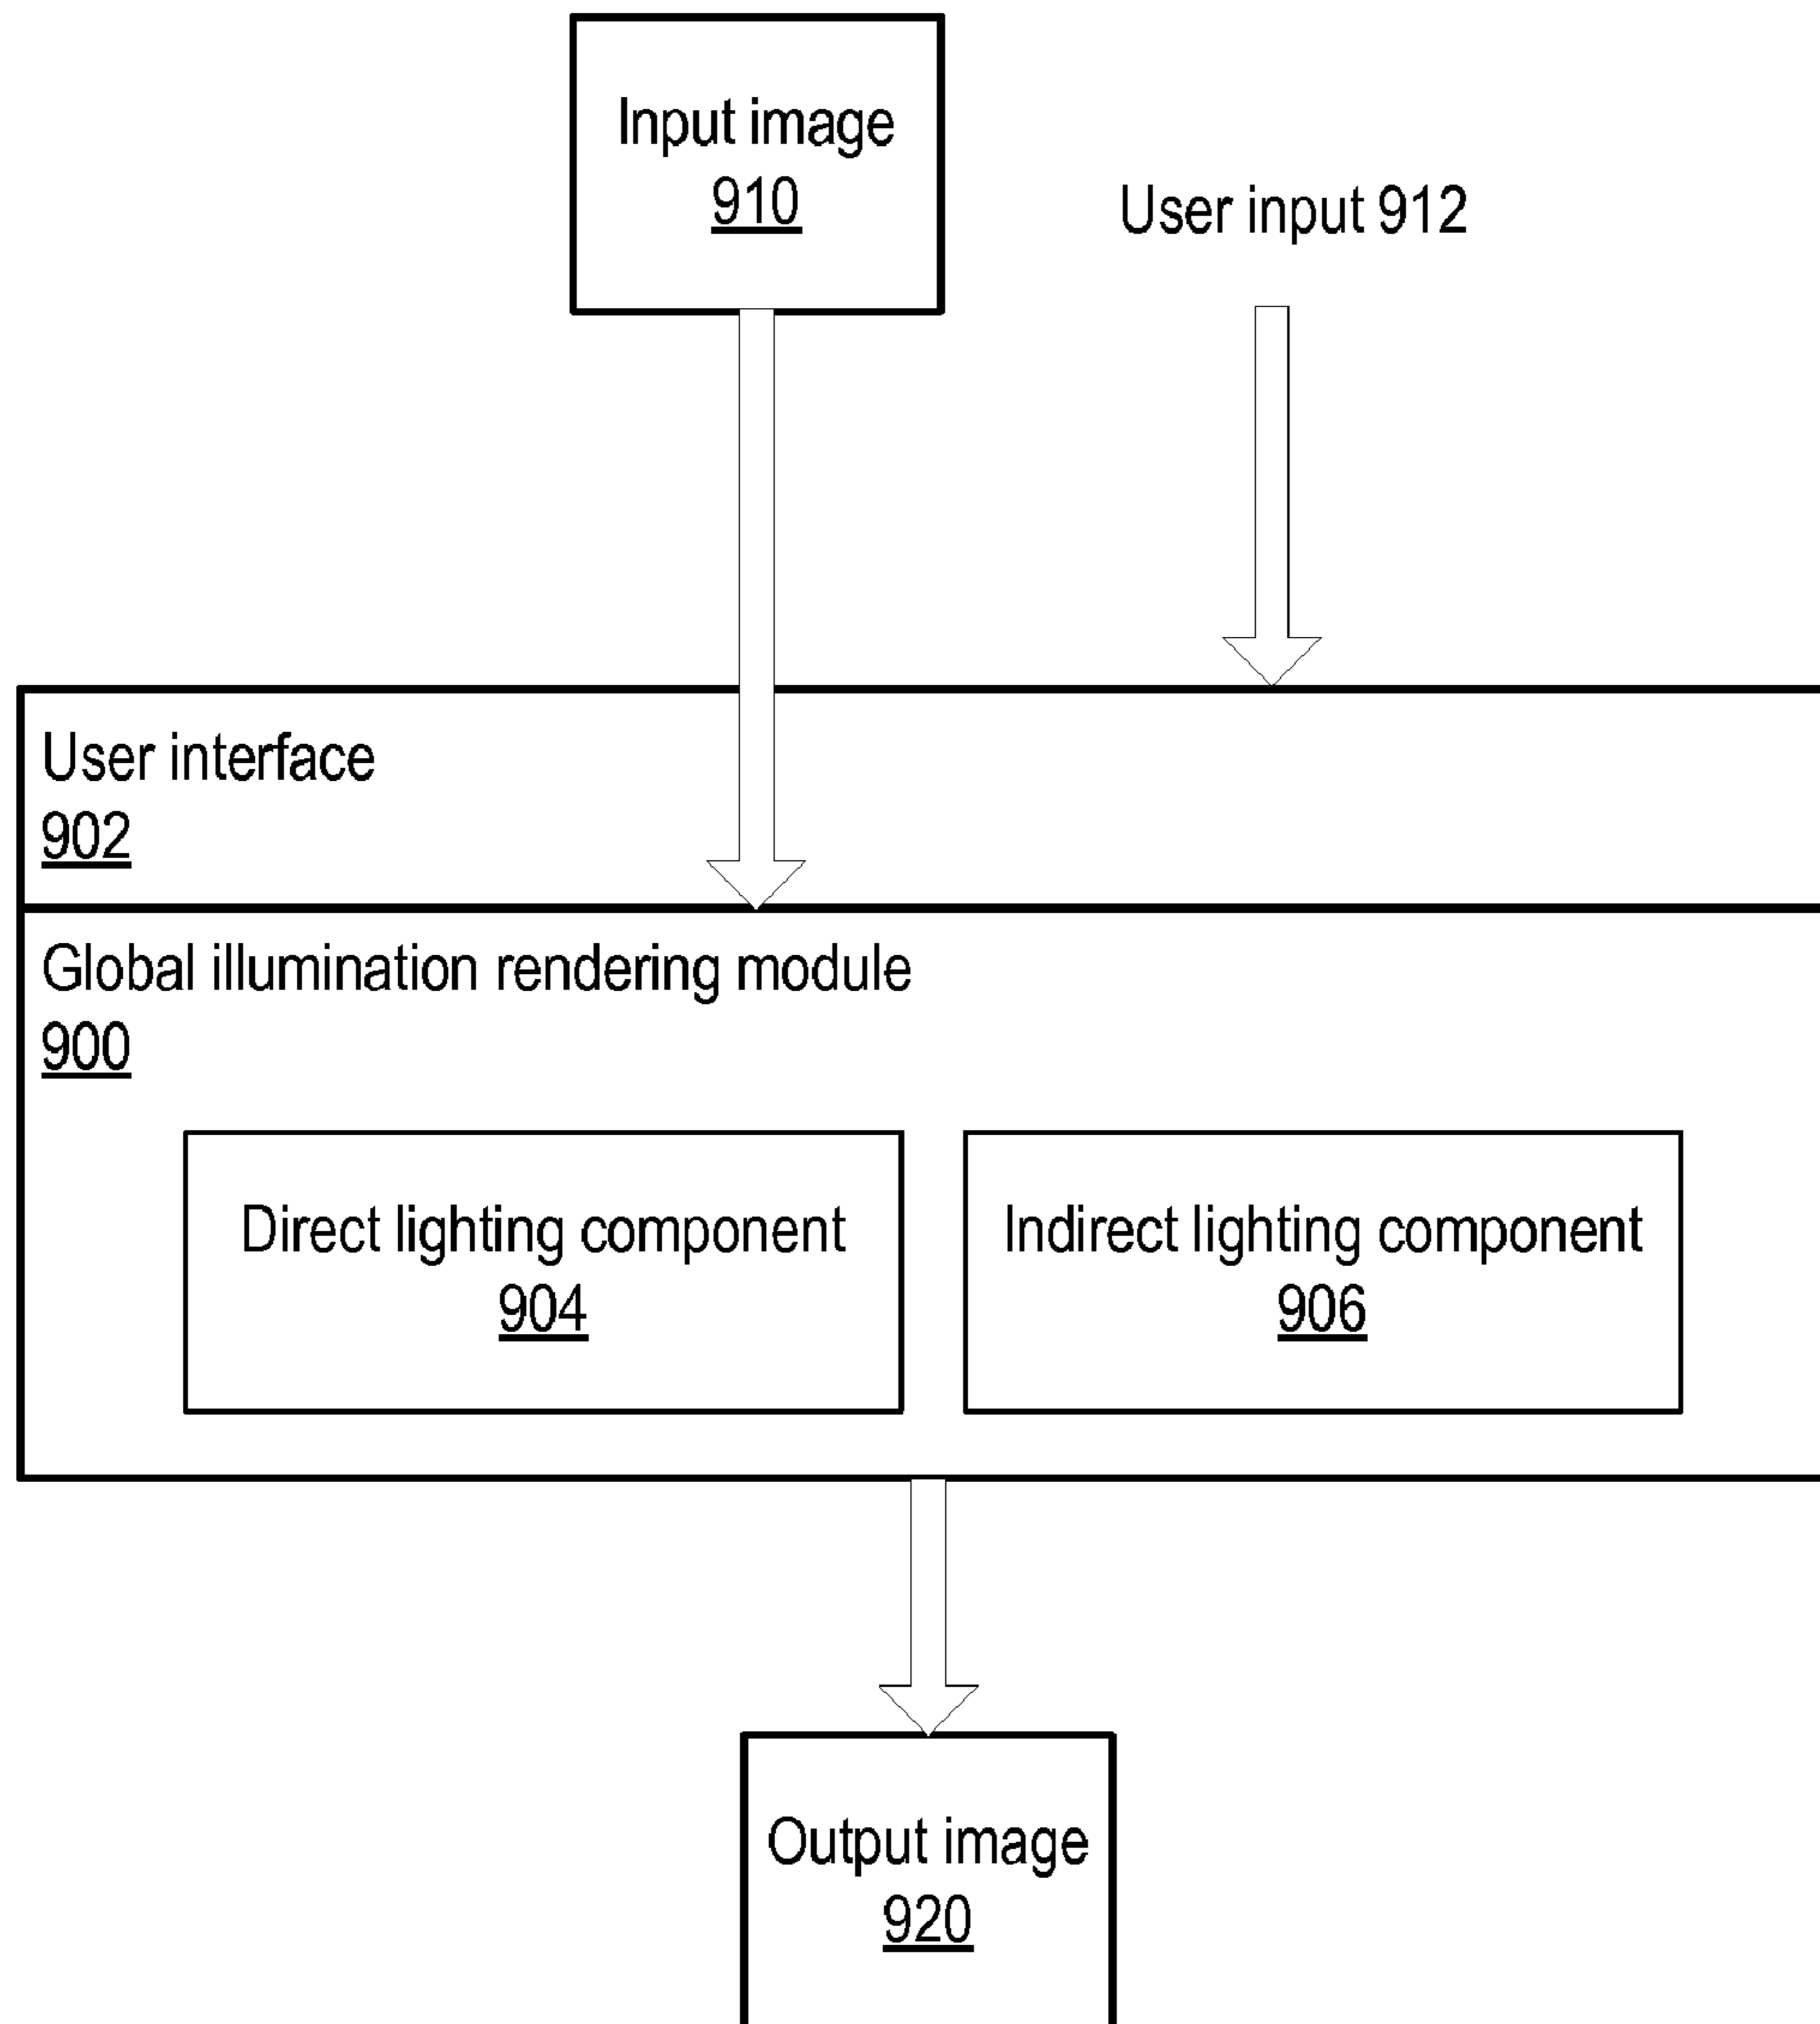 Input image
910
User input 912
User interface
902
Global illumination rendering module
900
Direct lighting component
904
Indirect lighting component
906
Output image
920